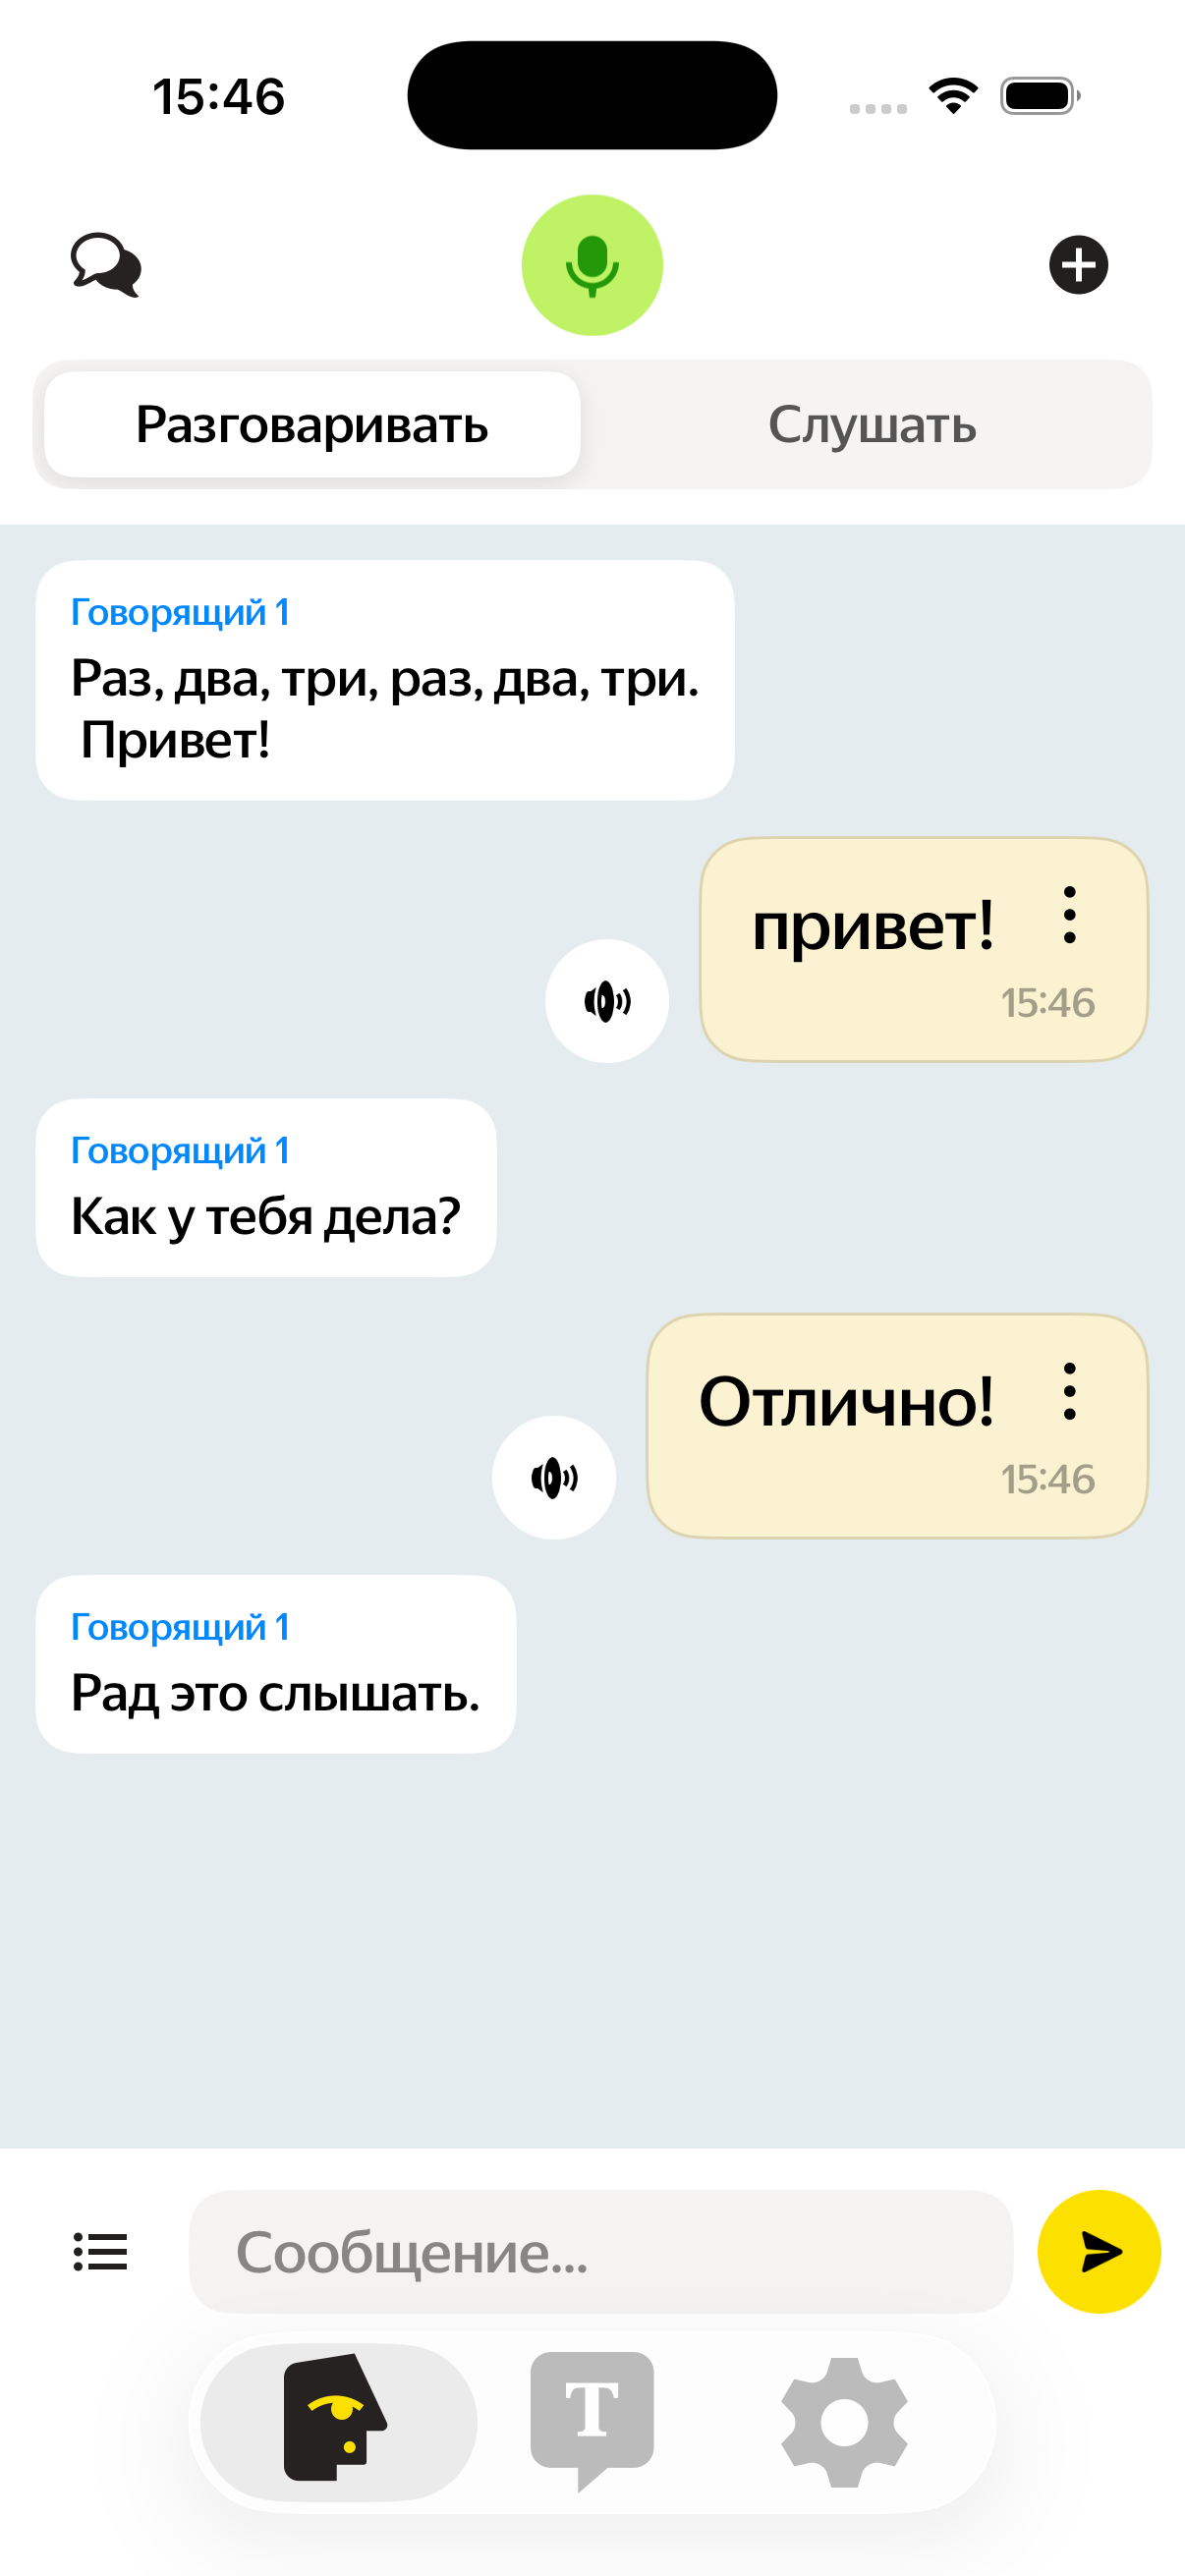 15:46
Разговаривать
Слушать
Говорящий 1
Раз, два, три, раз, два, три.
Привет!
привет!
15:46
Говорящий 1
Как у тебя дела?
Отлично!
15:46
Говорящий 1
Рад это слышать.
Сообщение...
T